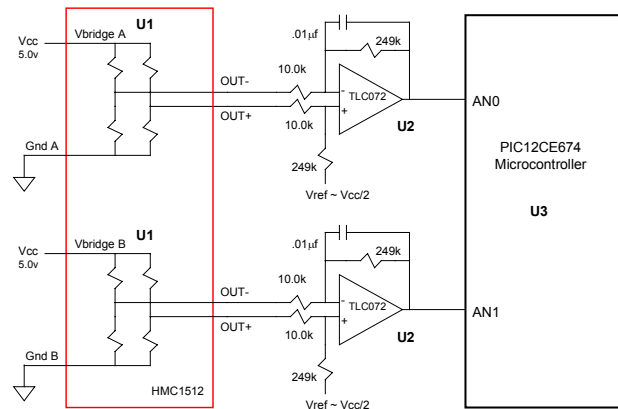 U1
Vcc
5.0v
Vbridge A
.01µf
249k
10.0k
OUT-
-
TLC072
+
OUT+
10.0k
U2
AN0
Gnd A
249k
Vref ~ Vcc/2
PIC12CE674
Microcontroller
U3
U1
Vcc
5.0v
Vbridge B
.01µf
249k
10.0k
OUT-
-
TLC072
+
OUT+
10.0k
U2
AN1
Gnd B
249k
HMC1512
Vref ~ Vcc/2